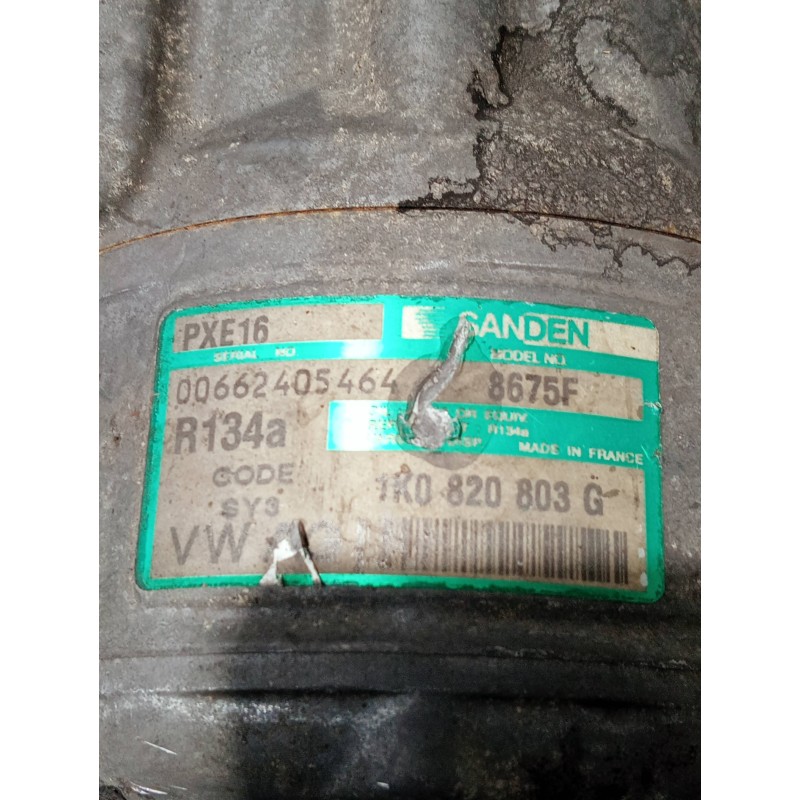 PXE16 SANDEN
SERIAL NO MODEL NO
00662405464 8675F
R134a
R134a
MADE IN FRANCE
CODE
1K0 820 803 G
SY3
VW